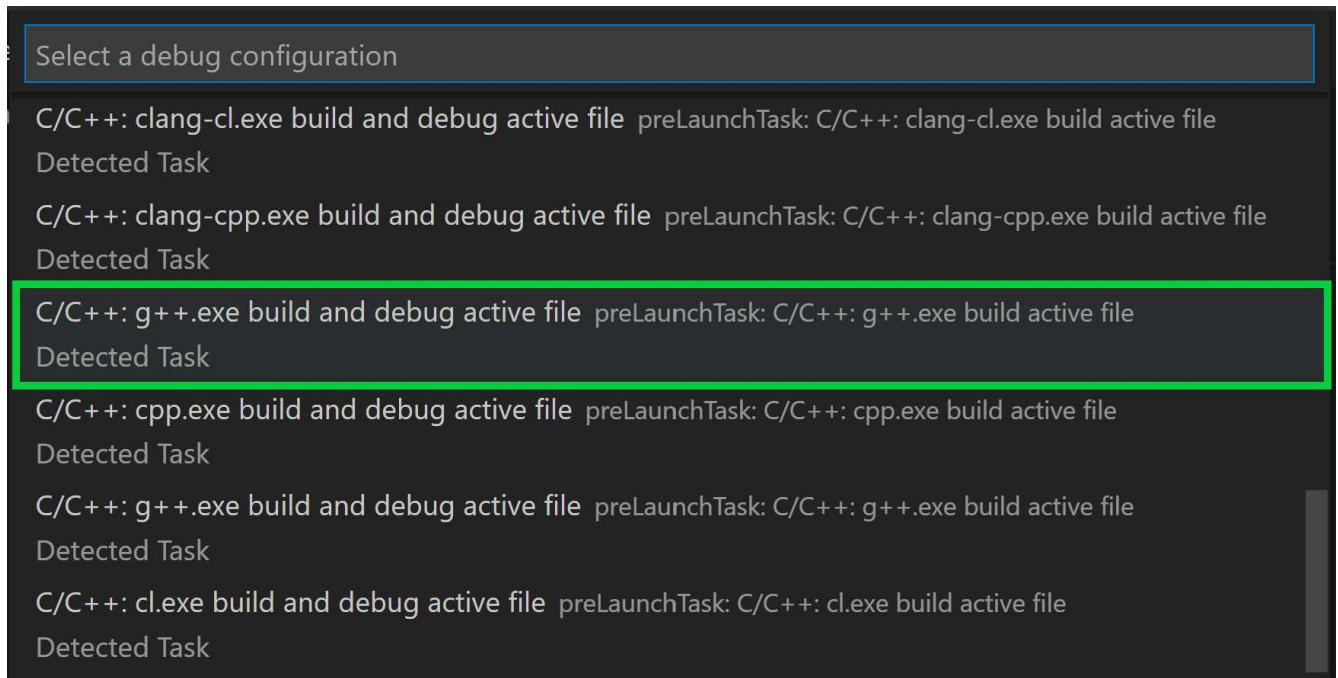 Select a debug configuration
C/C++: clang-cl.exe build and debug active file preLaunchTask: C/C++: clang-cl.exe build active file
Detected Task
C/C++: clang-cpp.exe build and debug active file preLaunchTask: C/C++: clang-cpp.exe build active file
Detected Task
C/C++: g++.exe build and debug active file preLaunchTask: C/C++: g++.exe build active file
Detected Task
C/C++: cpp.exe build and debug active file preLaunchTask: C/C++: cpp.exe build active file
Detected Task
C/C++: g++.exe build and debug active file preLaunchTask: C/C++: g++.exe build active file
Detected Task
C/C++: cl.exe build and debug active file preLaunchTask: C/C++: cl.exe build active file
Detected Task